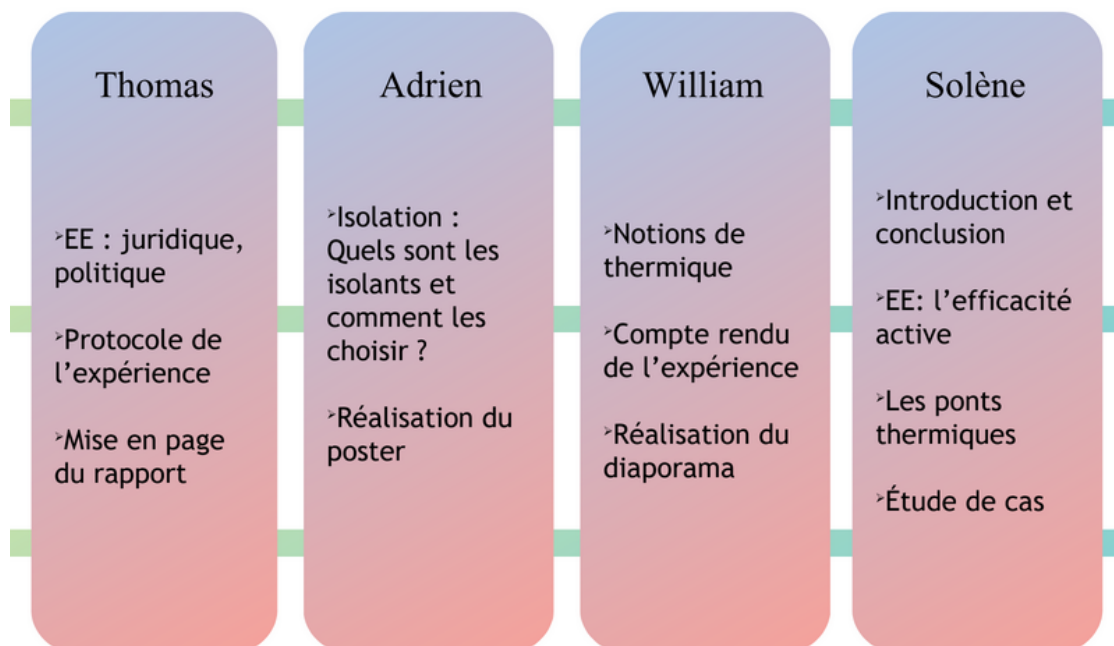 Thomas
➢EE : juridique,
politique
➢Protocole de
l’expérience
➢Mise en page
du rapport
Adrien
➢Isolation :
Quels sont les
isolants et
comment les
choisir ?
➢Réalisation du
poster
William
➢Notions de
thermique
➢Compte rendu
de l’expérience
➢Réalisation du
diaporama
Solène
➢Introduction et
conclusion
➢EE: l’efficacité
active
➢Les ponts
thermiques
➢Étude de cas